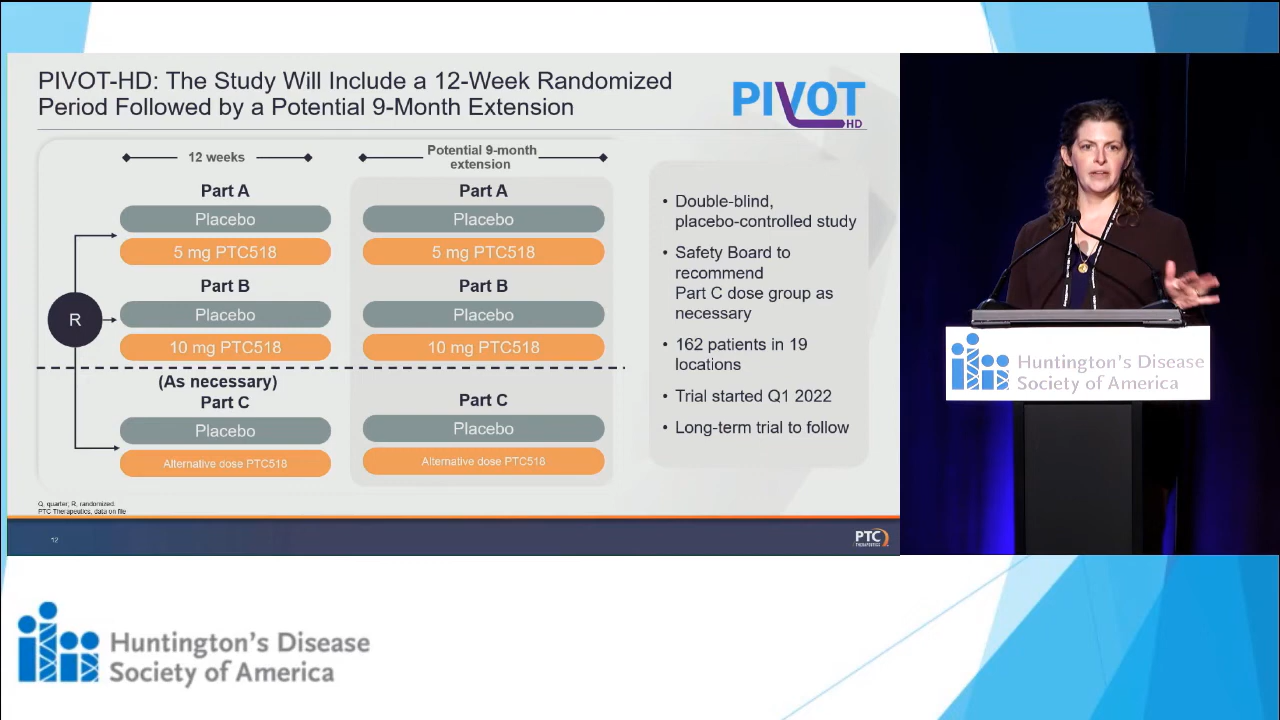 PIVOT-HD: The Study Will Include a 12-Week Randomized
Period Followed by a Potential 9-Month Extension
PIVOT
HD
12 weeks
Potential 9-month
extension
Part A
Placebo
5 mg PTC518
Part A
Placebo
5 mg PTC518
Part B
Placebo
10 mg PTC518
Part B
Placebo
10 mg PTC518
R
(As necessary)
Part C
Placebo
Alternative dose PTC518
Part C
Placebo
Alternative dose PTC518
• Double-blind,
placebo-controlled study
• Safety Board to
recommend
Part C dose group as
necessary
• 162 patients in 19
locations
• Trial started Q1 2022
• Long-term trial to follow
Q, quarter; R, randomized.
PTC Therapeutics, data on file
12
PTC
THERAPEUTICS
Huntington's Disease
Society of America
Huntington's Disease
Society of America